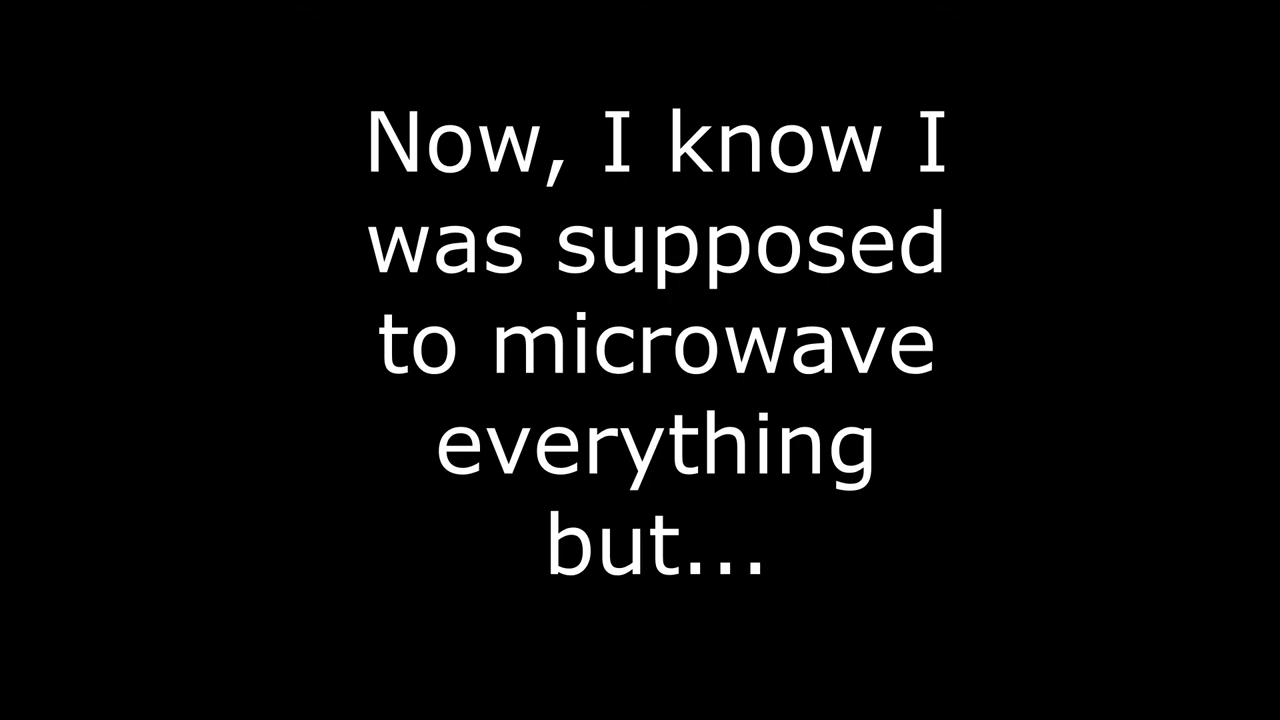 Now, I know I
was supposed
to microwave
everything
but...